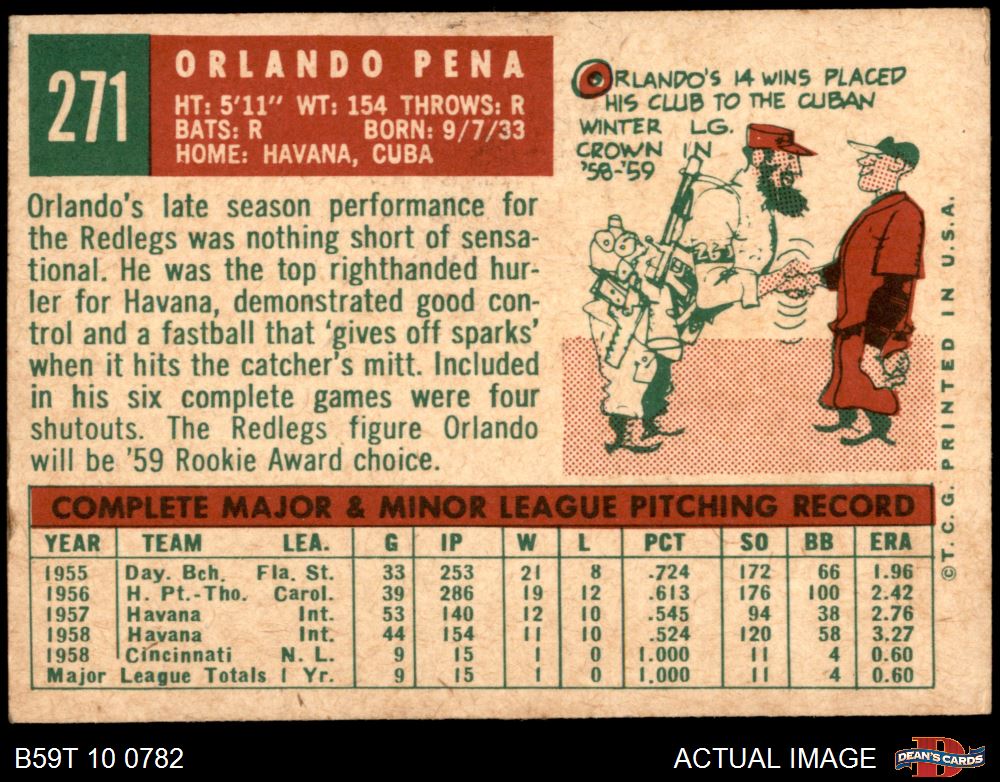 271
ORLANDO PENA
HT: 5'11" WT: 154 THROWS: R
BATS: R BORN: 9/7/33
HOME: HAVANA, CUBA
ORLANDO'S 14 WINS PLACED
HIS CLUB TO THE CUBAN
WINTER LG.
CROWN IN
'58-'59
Orlando's late season performance for
the Redlegs was nothing short of sensa-
tional. He was the top righthanded hur-
ler for Havana, demonstrated good con-
trol and a fastball that 'gives off sparks'
when it hits the catcher's mitt. Included
in his six complete games were four
shutouts. The Redlegs figure Orlando
will be '59 Rookie Award choice.
©T. C. G. PRINTED IN U.S.A.
COMPLETE MAJOR & MINOR LEAGUE PITCHING RECORD
YEAR TEAM LEA. G IP W L PCT SO BB ERA
1955 Day. Bch. Fla. St. 33 253 21 8 .724 172 66 1.96
1956 H. Pt.-Tho. Carol. 39 286 19 12 .613 176 100 2.42
1957 Havana Int. 53 140 12 10 .545 94 38 2.76
1958 Havana Int. 44 154 11 10 .524 120 58 3.27
1958 Cincinnati N. L. 9 15 1 0 1.000 11 4 0.60
Major League Totals 1 Yr. 9 15 1 0 1.000 11 4 0.60
B59T 10 0782
ACTUAL IMAGE
DEAN'S CARDS